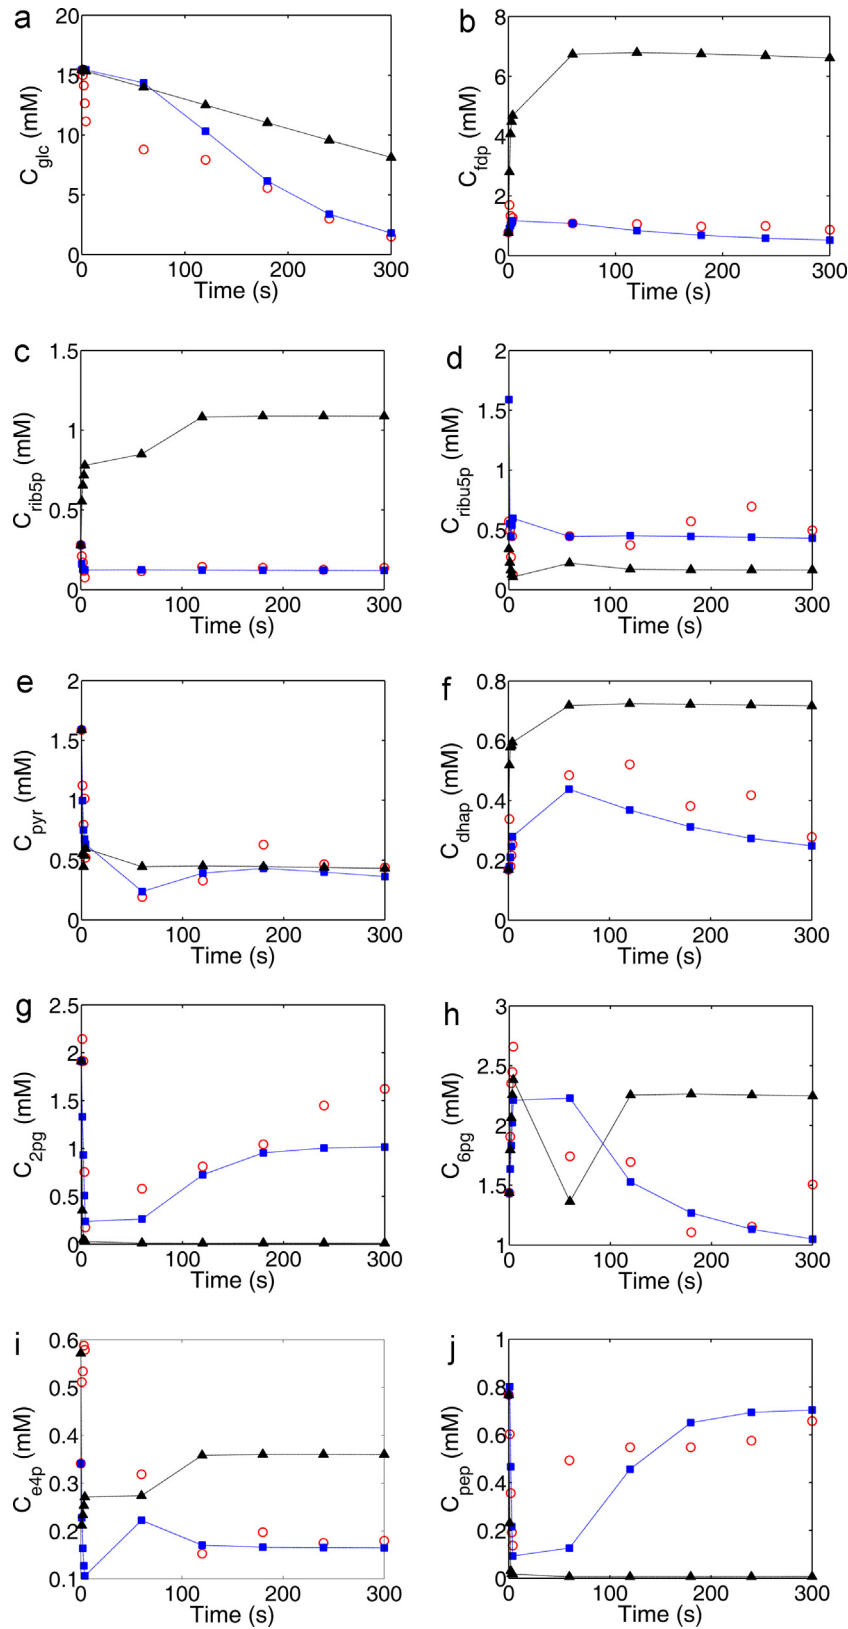 a
20
15
10
5
0
C_glc (mM)
0 100 200 300
Time (s)
b
8
6
4
2
0
C_fdp (mM)
0 100 200 300
Time (s)
c
1.5
1
0.5
0
C_rib5p (mM)
0 100 200 300
d
2
1.5
1
0.5
0
C_ribu5p (mM)
0 100 200 300
e
2
1.5
1
0.5
0
C_pyr (mM)
0 100 200 300
Time (s)
f
0.8
0.6
0.4
0.2
0
C_dhap (mM)
0 100 200 300
Time (s)
g
2.5
2
1.5
1
0.5
0
C_2pg (mM)
0 100 200 300
Time (s)
h
3
2.5
2
1.5
1
C_6pg (mM)
0 100 200 300
Time (s)
i
0.6
0.5
0.4
0.3
0.2
0.1
C_e4p (mM)
0 100 200 300
Time (s)
j
1
0.8
0.6
0.4
0.2
0
C_pep (mM)
0 100 200 300
Time (s)